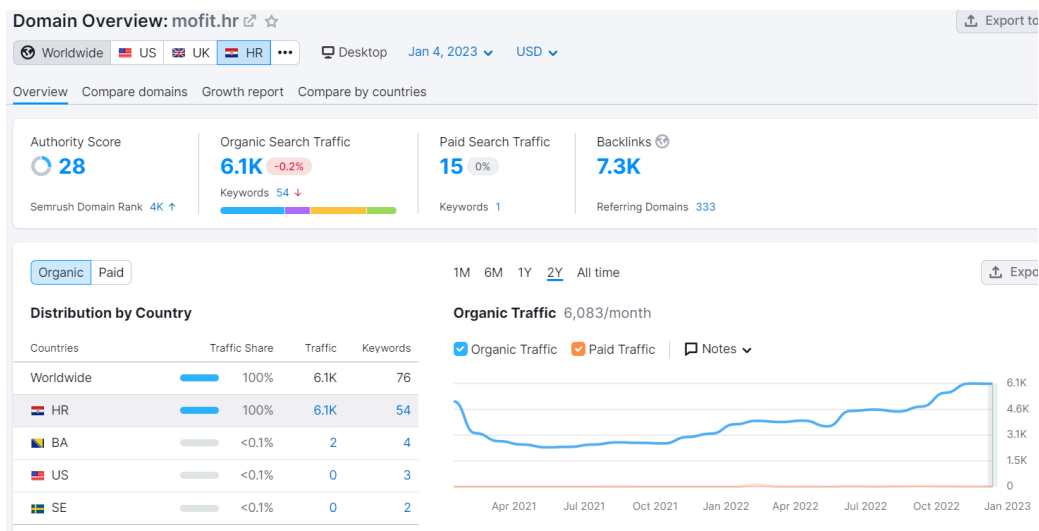 Domain Overview: mofit.hr
Export to
Worldwide US UK HR ••• Desktop Jan 4, 2023 USD
Overview Compare domains Growth report Compare by countries
Authority Score Organic Search Traffic Paid Search Traffic Backlinks
28 6.1K -0.2% 15 0% 7.3K
Semrush Domain Rank 4K ↑ Keywords 54 ↓ Keywords 1 Referring Domains 333
Organic Paid
1M 6M 1Y 2Y All time
Expo
Distribution by Country
Organic Traffic 6,083/month
Countries Traffic Share Traffic Keywords
Organic Traffic Paid Traffic Notes
Worldwide 100% 6.1K 76
HR 100% 6.1K 54
BA <0.1% 2 4
US <0.1% 0 3
SE <0.1% 0 2
6.1K
4.6K
3.1K
1.5K
0
Apr 2021 Jul 2021 Oct 2021 Jan 2022 Apr 2022 Jul 2022 Oct 2022 Jan 2023